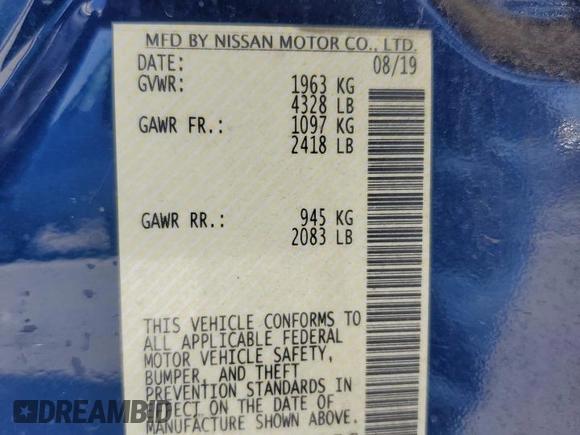 MFD BY NISSAN MOTOR CO., LTD.
DATE: 08/19
GVWR: 1963 KG
4328 LB
GAWR FR.: 1097 KG
2418 LB
GAWR RR.: 945 KG
2083 LB
THIS VEHICLE CONFORMS TO
ALL APPLICABLE FEDERAL
MOTOR VEHICLE SAFETY,
BUMPER, AND THEFT
PREVENTION STANDARDS IN
EFFECT ON THE DATE OF
MANUFACTURE SHOWN ABOVE.
DREAMBID